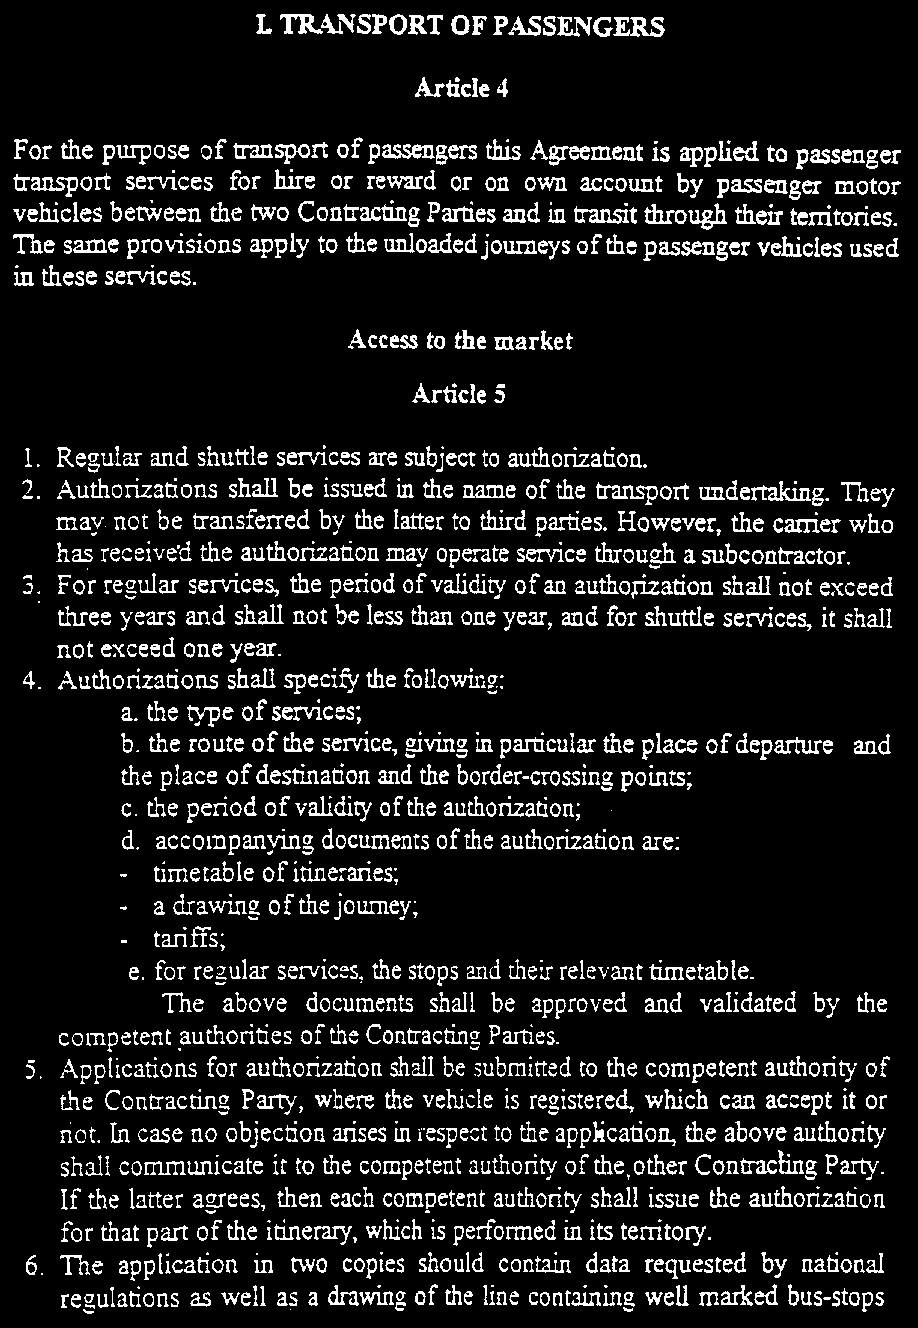 I. TRANSPORT OF PASSENGERS
Article 4
For the purpose of transport of passengers this Agreement is applied to passenger
transport services for hire or reward or on own account by passenger motor
vehicles between the two Contracting Parties and in transit through their territories.
The same provisions apply to the unloaded journeys of the passenger vehicles used
in these services.
Access to the market
Article 5
1. Regular and shuttle services are subject to authorization.
2. Authorizations shall be issued in the name of the transport undertaking. They
may not be transferred by the latter to third parties. However, the carrier who
has received the authorization may operate service through a subcontractor.
3. For regular services, the period of validity of an authorization shall not exceed
three years and shall not be less than one year, and for shuttle services, it shall
not exceed one year.
4. Authorizations shall specify the following:
a. the type of services;
b. the route of the service, giving in particular the place of departure and
the place of destination and the border-crossing points;
c. the period of validity of the authorization;
d. accompanying documents of the authorization are:
- timetable of itineraries;
- a drawing of the journey;
- tariffs;
e. for regular services, the stops and their relevant timetable.
The above documents shall be approved and validated by the
competent authorities of the Contracting Parties.
5. Applications for authorization shall be submitted to the competent authority of
the Contracting Party, where the vehicle is registered, which can accept it or
not. In case no objection arises in respect to the application, the above authority
shall communicate it to the competent authority of the other Contracting Party.
If the latter agrees, then each competent authority shall issue the authorization
for that part of the itinerary, which is performed in its territory.
6. The application in two copies should contain data requested by national
regulations as well as a drawing of the line containing well marked bus-stops